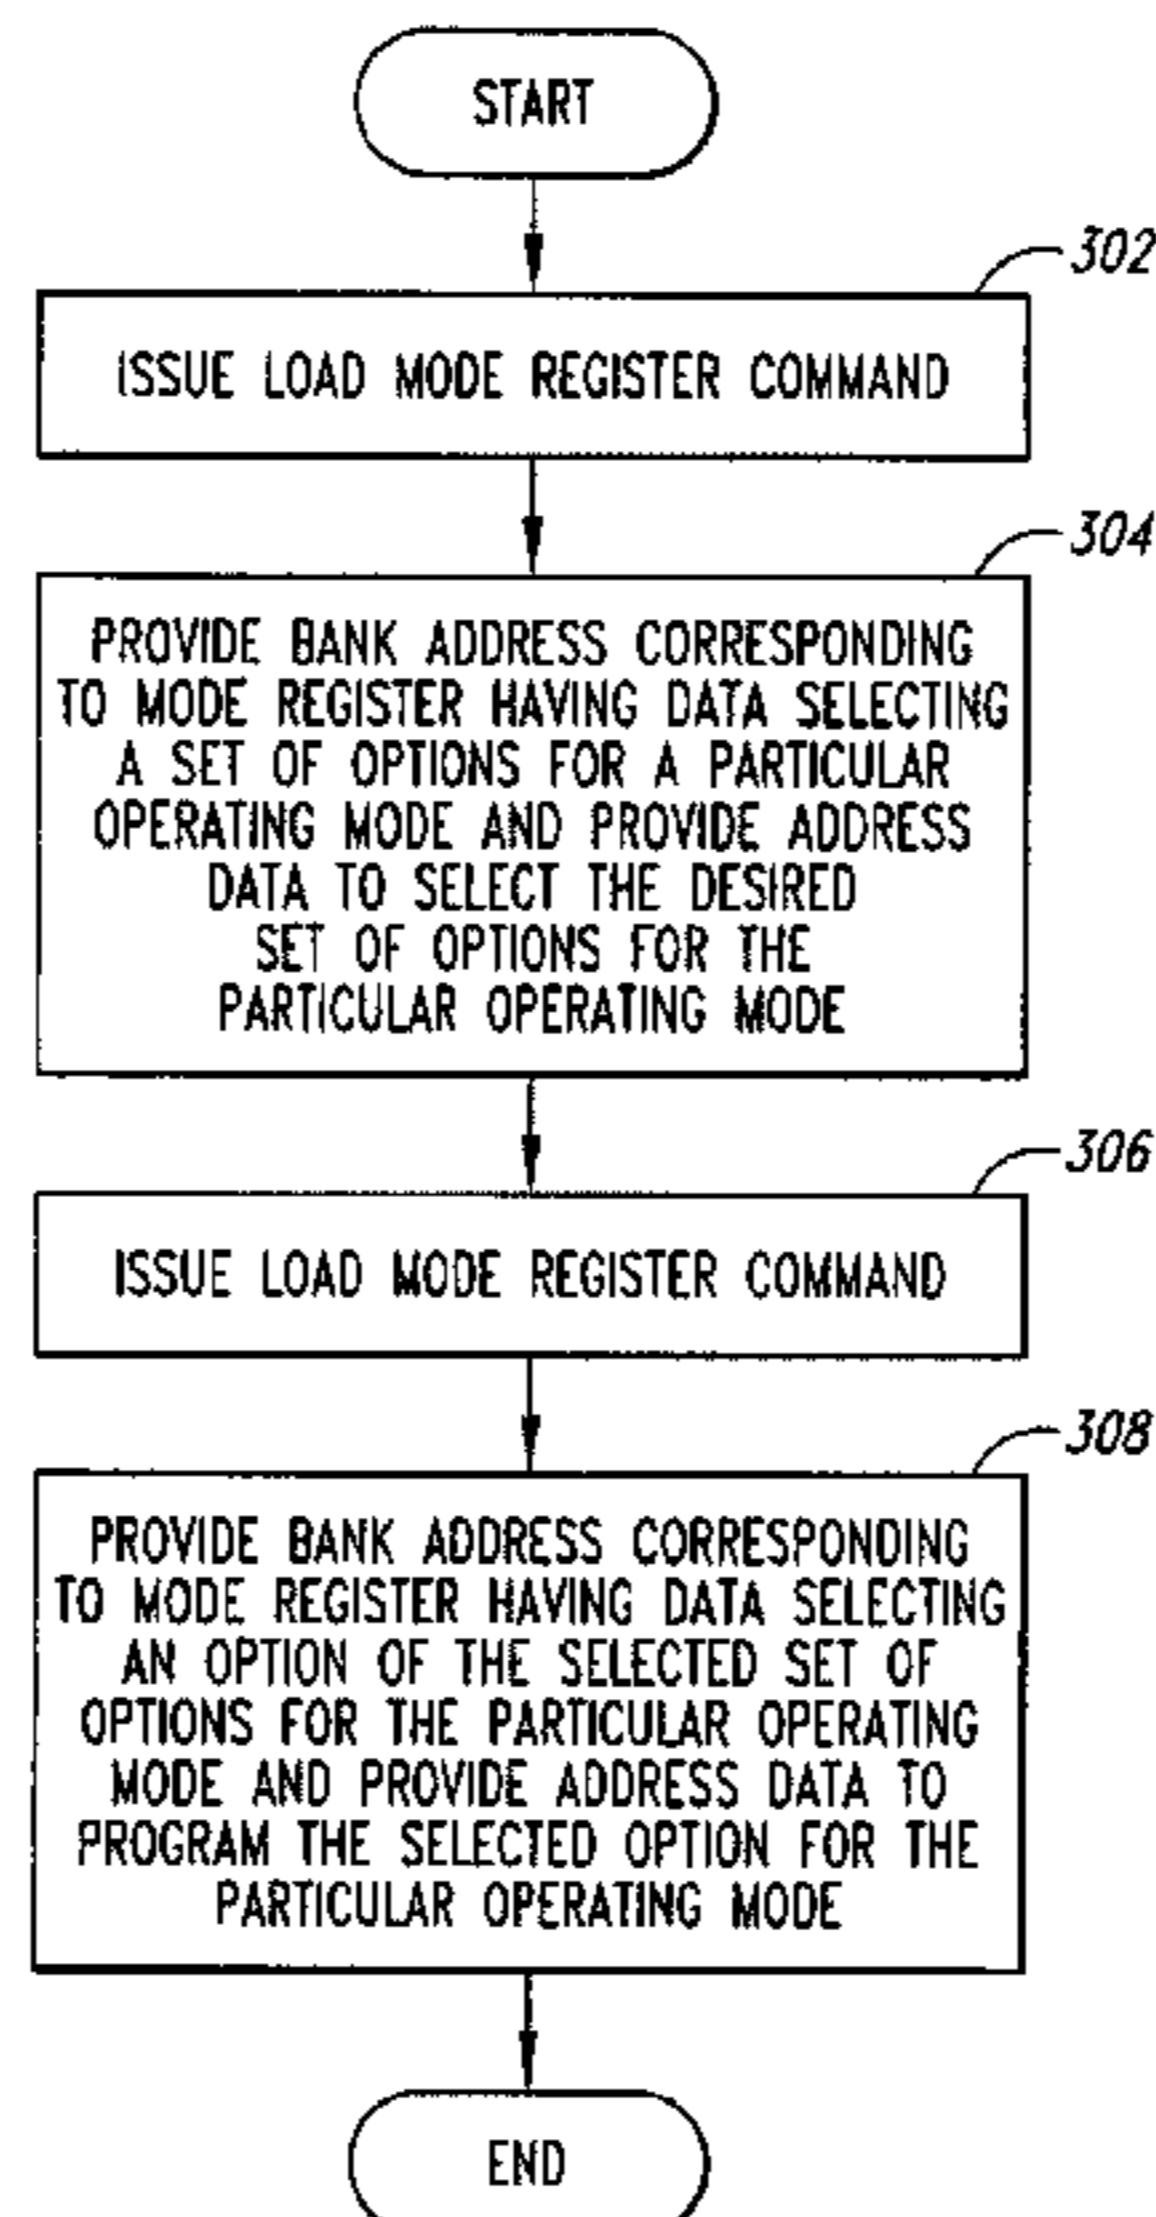 START
302
ISSUE LOAD MODE REGISTER COMMAND
304
PROVIDE BANK ADDRESS CORRESPONDING
TO MODE REGISTER HAVING DATA SELECTING
A SET OF OPTIONS FOR A PARTICULAR
OPERATING MODE AND PROVIDE ADDRESS
DATA TO SELECT THE DESIRED
SET OF OPTIONS FOR THE
PARTICULAR OPERATING MODE
306
ISSUE LOAD MODE REGISTER COMMAND
308
PROVIDE BANK ADDRESS CORRESPONDING
TO MODE REGISTER HAVING DATA SELECTING
AN OPTION OF THE SELECTED SET OF
OPTIONS FOR THE PARTICULAR OPERATING
MODE AND PROVIDE ADDRESS DATA TO
PROGRAM THE SELECTED OPTION FOR THE
PARTICULAR OPERATING MODE
END